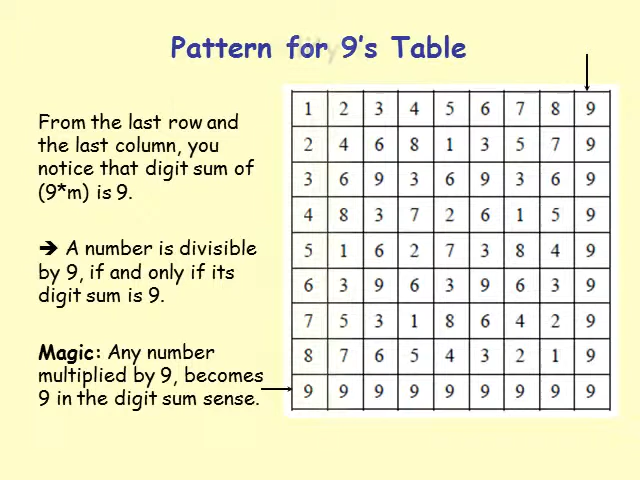 Pattern for 9's Table
From the last row and
the last column, you
notice that digit sum of
(9*m) is 9.
➔ A number is divisible
by 9, if and only if its
digit sum is 9.
Magic: Any number
multiplied by 9, becomes
9 in the digit sum sense.
1 2 3 4 5 6 7 8 9
2 4 6 8 1 3 5 7 9
3 6 9 3 6 9 3 6 9
4 8 3 7 2 6 1 5 9
5 1 6 2 7 3 8 4 9
6 3 9 6 3 9 6 3 9
7 5 3 1 8 6 4 2 9
8 7 6 5 4 3 2 1 9
9 9 9 9 9 9 9 9 9